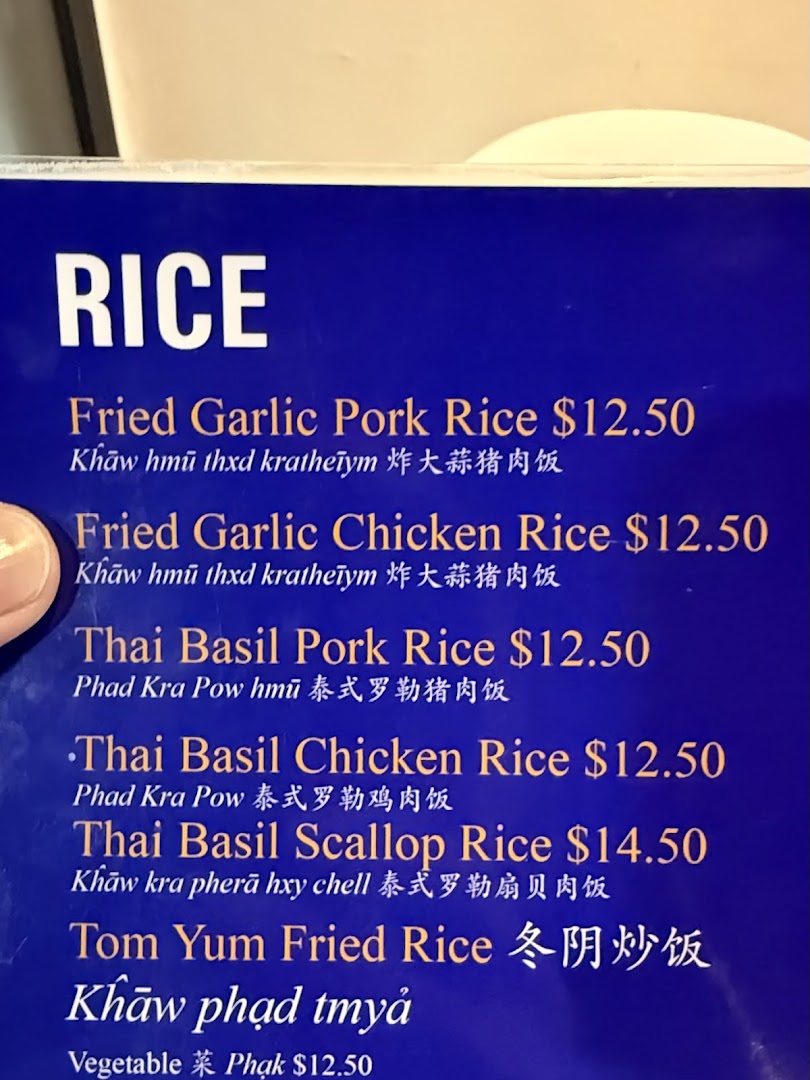 RICE
Fried Garlic Pork Rice $12.50
Kĥāw hmū thxd kratheīym 炸大蒜猪肉饭
Fried Garlic Chicken Rice $12.50
Kĥāw hmū thxd kratheīym 炸大蒜猪肉饭
Thai Basil Pork Rice $12.50
Phad Kra Pow hmū 泰式罗勒猪肉饭
Thai Basil Chicken Rice $12.50
Phad Kra Pow 泰式罗勒鸡肉饭
Thai Basil Scallop Rice $14.50
Kĥāw kra pherā hxy chell 泰式罗勒扇贝肉饭
Tom Yum Fried Rice 冬阴炒饭
Kĥāw phạd tmyả
Vegetable 菜 Phạk $12.50